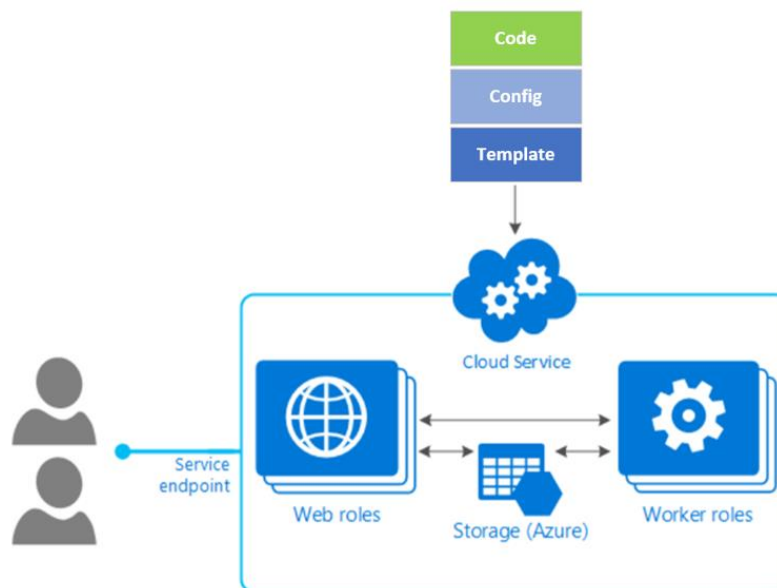 Code
Config
Template
Cloud Service
Service
endpoint
Web roles
Storage (Azure)
Worker roles